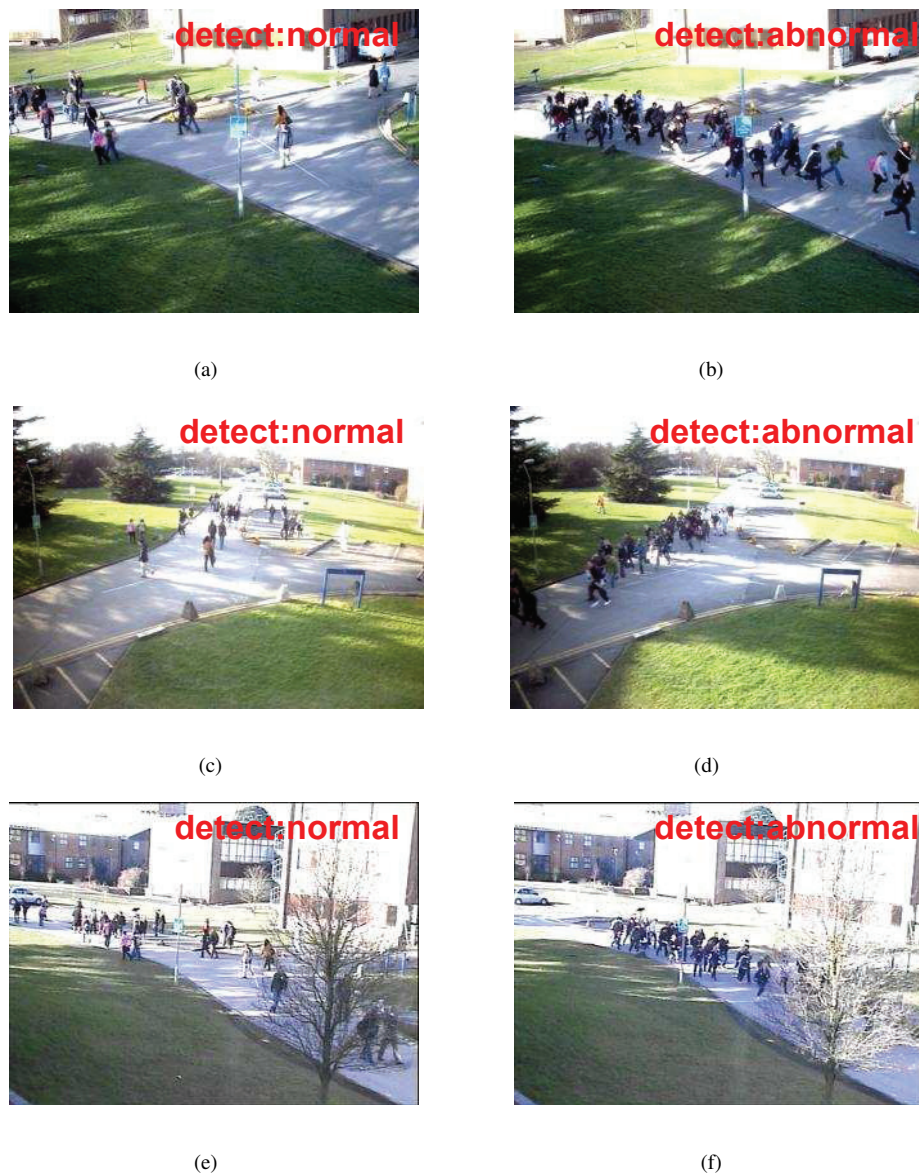 detect:normal
detect:abnormal
(a)
(b)
detect:normal
detect:abnormal
(c)
(d)
detect:normal
detect:abnormal
(e)
(f)